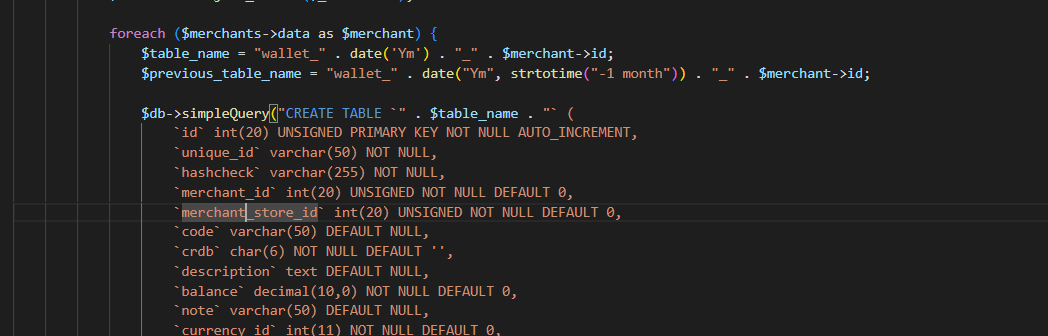 foreach ($merchants->data as $merchant) {
$table_name = "wallet_" . date('Ym') . "_" . $merchant->id;
$previous_table_name = "wallet_" . date("Ym", strtotime("-1 month")) . "_" . $merchant->id;
$db->simpleQuery("CREATE TABLE `" . $table_name . "` (
`id` int(20) UNSIGNED PRIMARY KEY NOT NULL AUTO_INCREMENT,
`unique_id` varchar(50) NOT NULL,
`hashcheck` varchar(255) NOT NULL,
`merchant_id` int(20) UNSIGNED NOT NULL DEFAULT 0,
`merchant_store_id` int(20) UNSIGNED NOT NULL DEFAULT 0,
`code` varchar(50) DEFAULT NULL,
`crdb` char(6) NOT NULL DEFAULT '',
`description` text DEFAULT NULL,
`balance` decimal(10,0) NOT NULL DEFAULT 0,
`note` varchar(50) DEFAULT NULL,
`currency_id` int(11) NOT NULL DEFAULT 0,